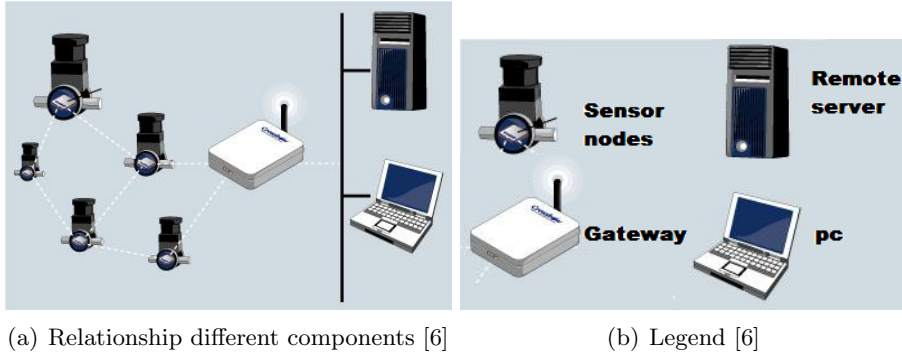 Sensor
nodes
Remote
server
Gateway
pc
(a) Relationship different components [6]
(b) Legend [6]